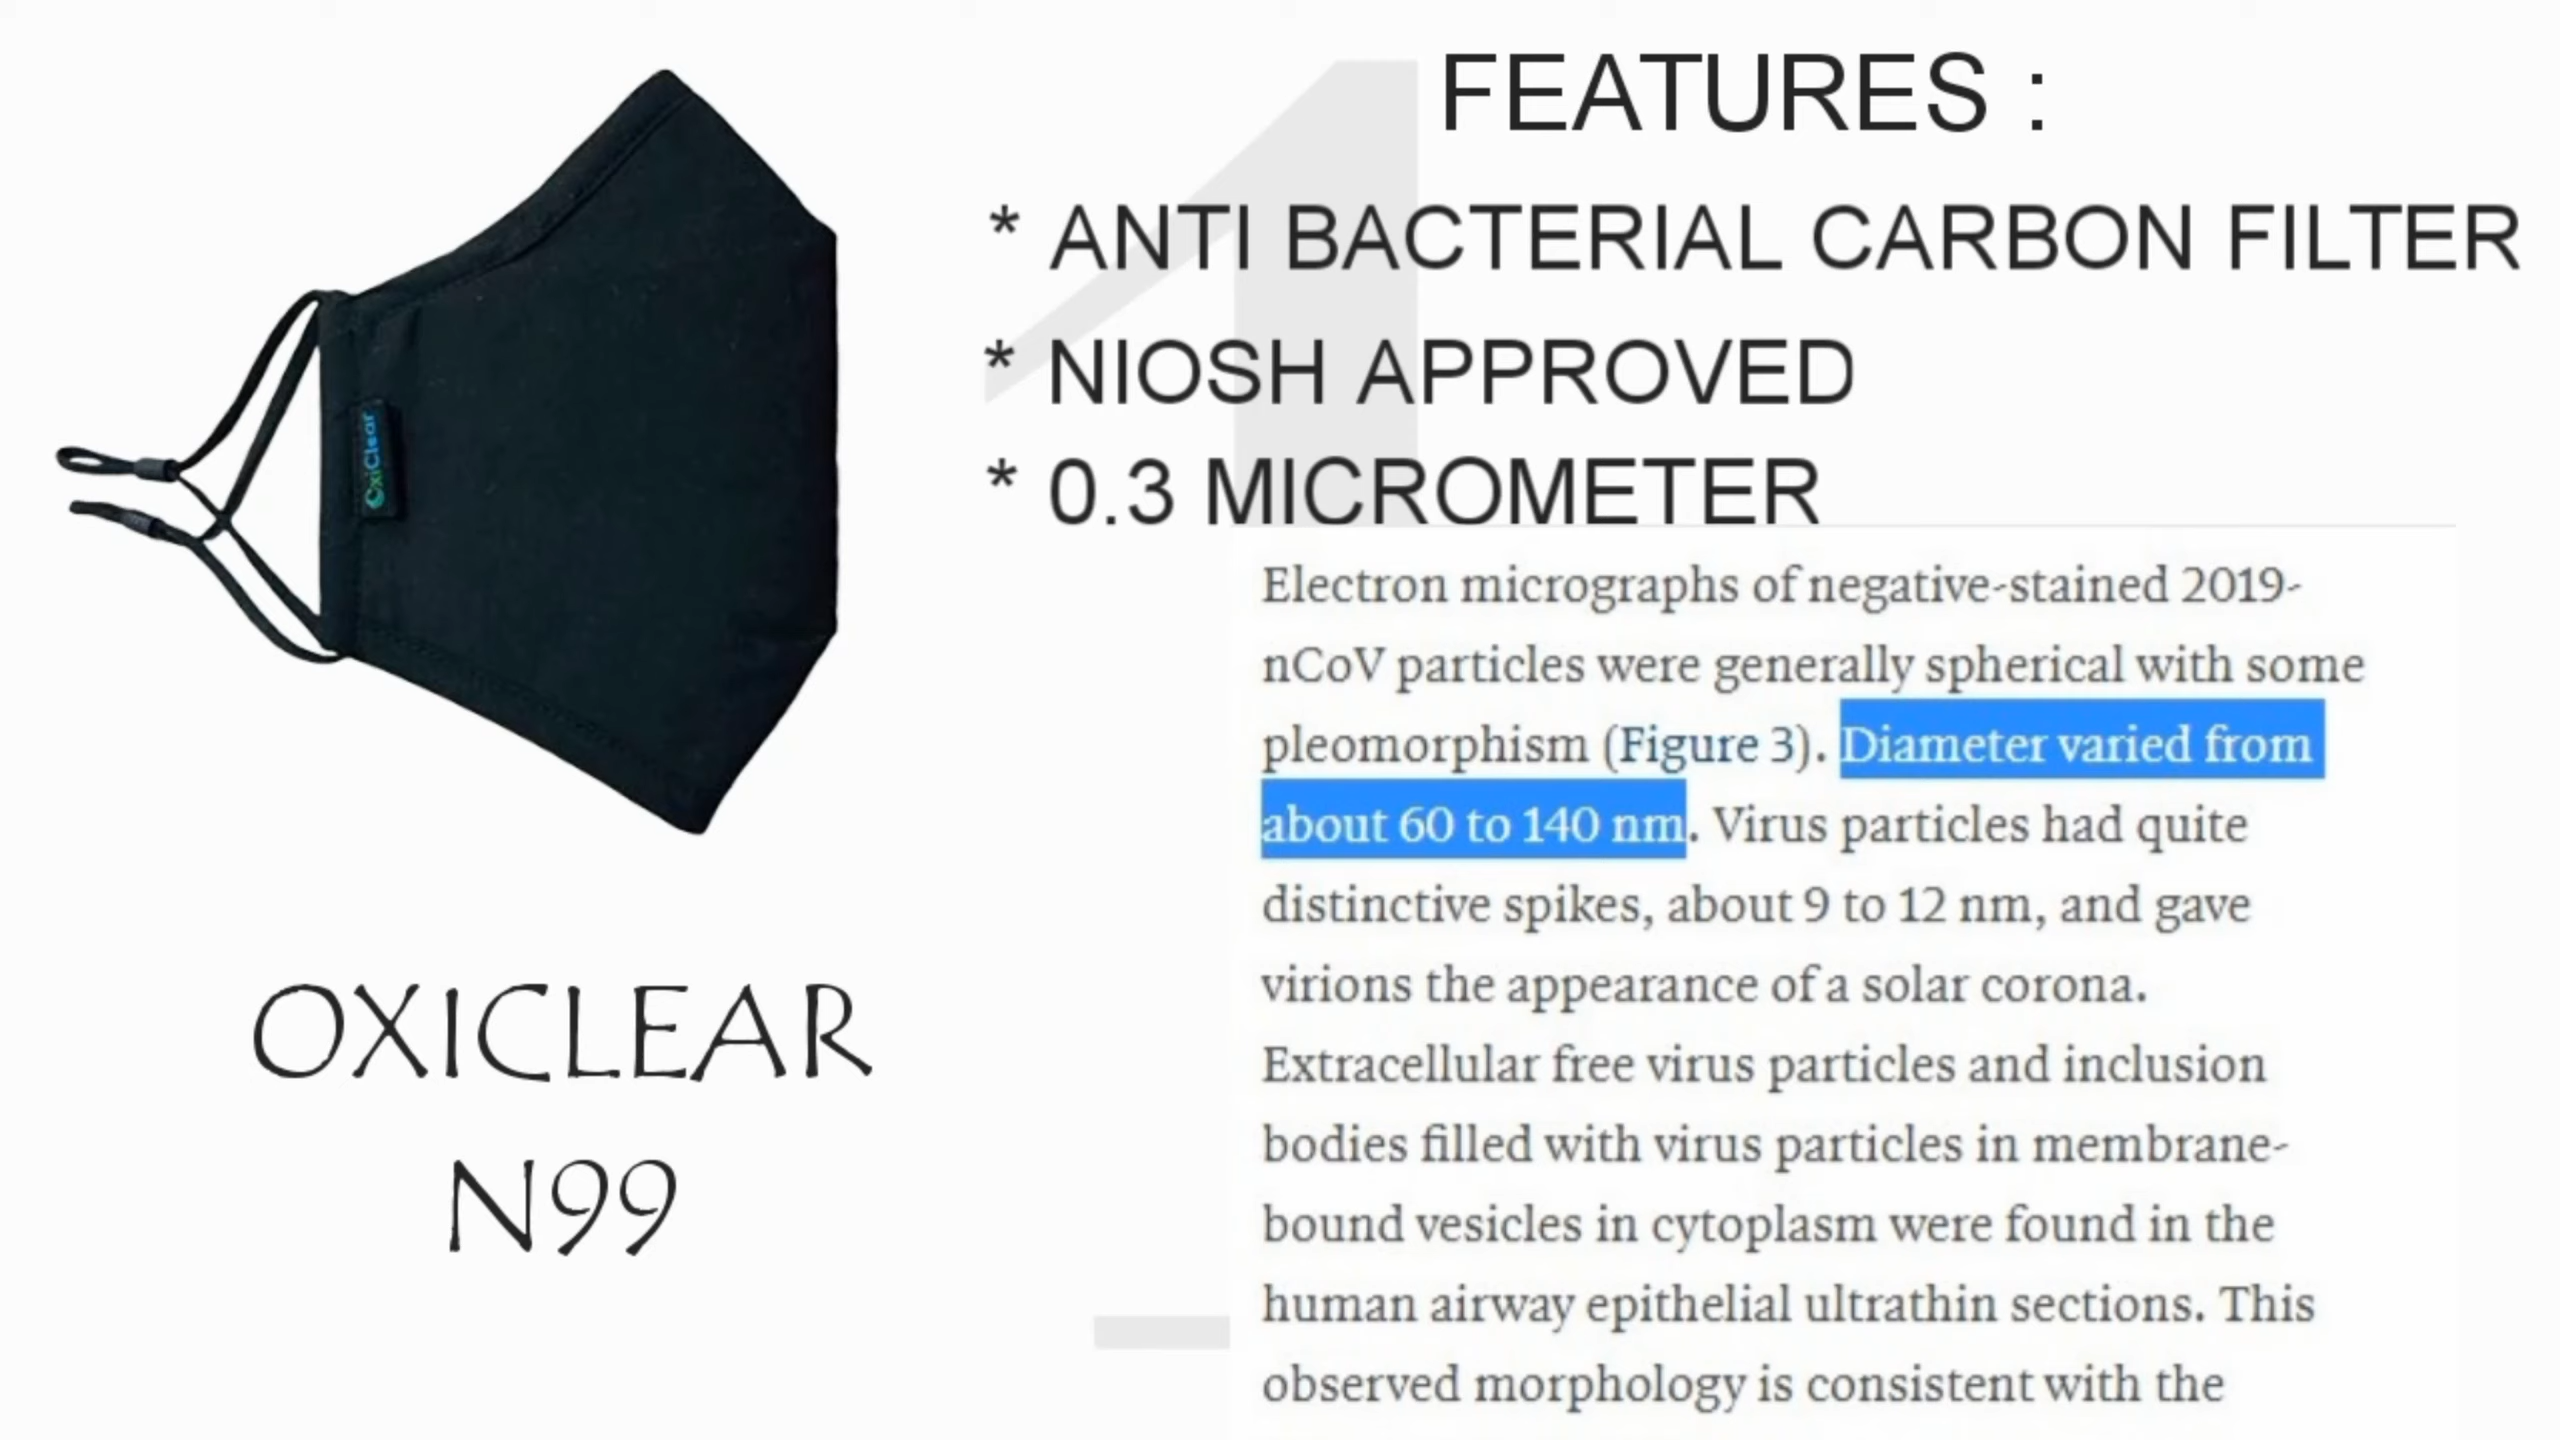 FEATURES :
* ANTI BACTERIAL CARBON FILTER
* NIOSH APPROVED
* 0.3 MICROMETER
OxiClear
OXICLEAR
N99
1
Electron micrographs of negative-stained 2019-
nCoV particles were generally spherical with some
pleomorphism (Figure 3). Diameter varied from
about 60 to 140 nm. Virus particles had quite
distinctive spikes, about 9 to 12 nm, and gave
virions the appearance of a solar corona.
Extracellular free virus particles and inclusion
bodies filled with virus particles in membrane-
bound vesicles in cytoplasm were found in the
human airway epithelial ultrathin sections. This
observed morphology is consistent with the